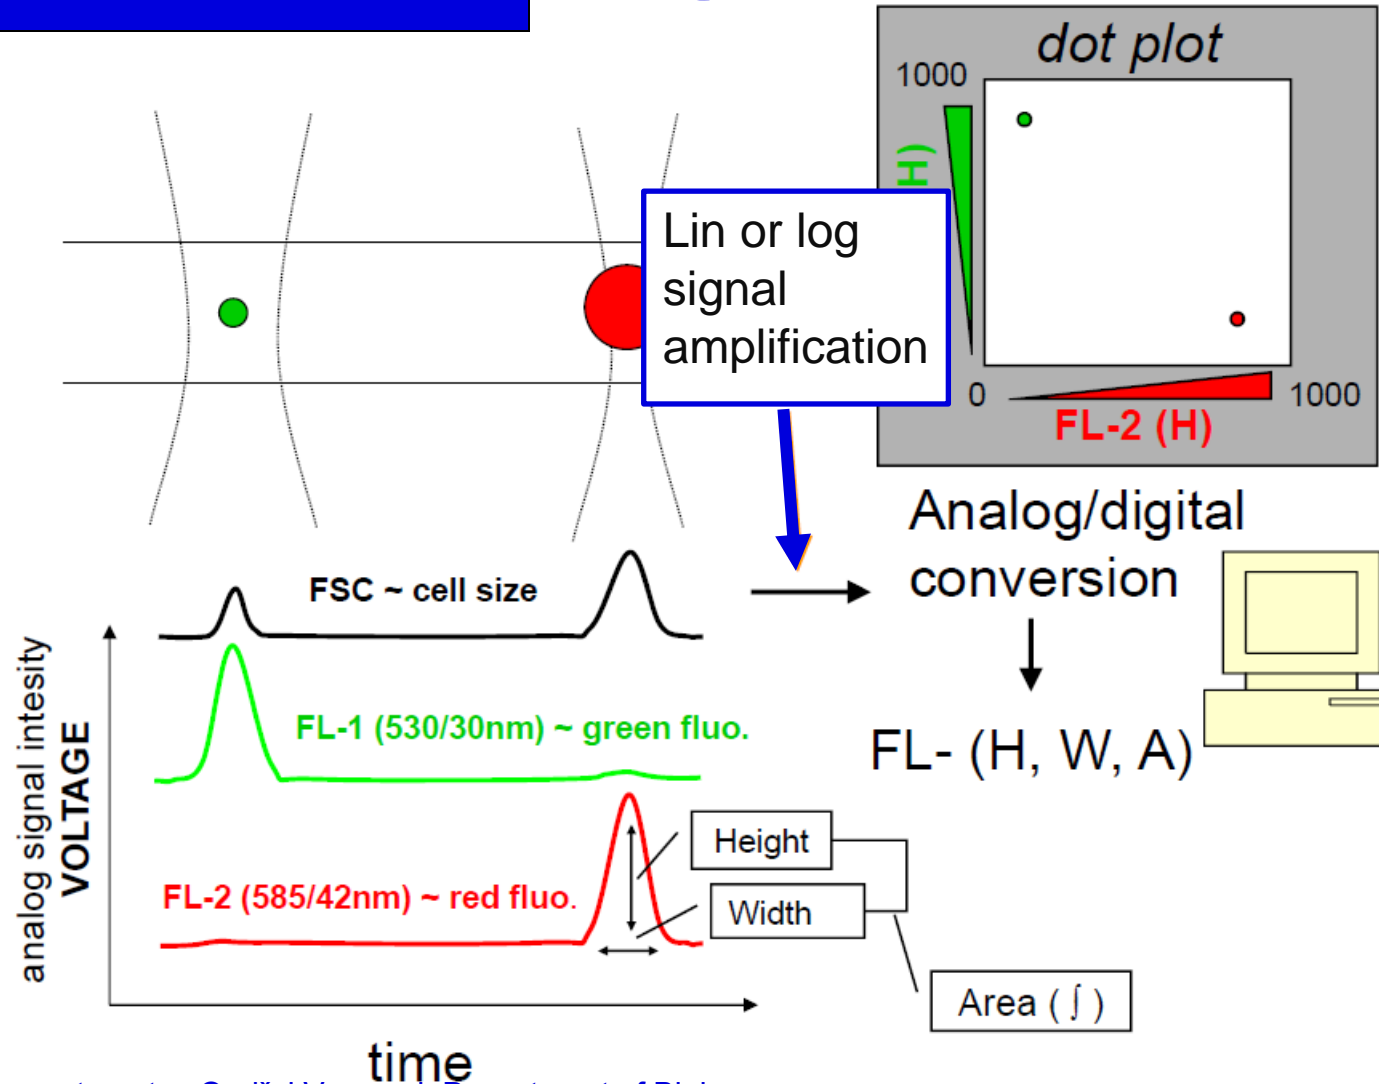 dot plot
1000
H)
Lin or log
signal
amplification
0
1000
FL-2 (H)
Analog/digital
conversion
FSC ~ cell size
FL-1 (530/30nm) ~ green fluo.
FL- (H, W, A)
analog signal intesity
VOLTAGE
Height
FL-2 (585/42nm) ~ red fluo.
Width
Area ( ∫ )
time